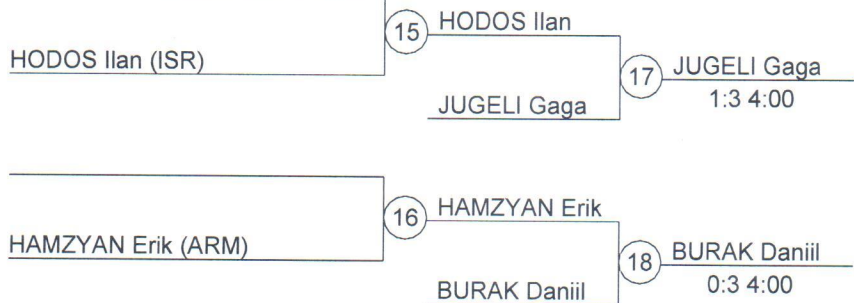 15 HODOS Ilan
HODOS Ilan (ISR)
17 JUGELI Gaga
JUGELI Gaga
1:3 4:00
16 HAMZYAN Erik
HAMZYAN Erik (ARM)
18 BURAK Daniil
BURAK Daniil
0:3 4:00